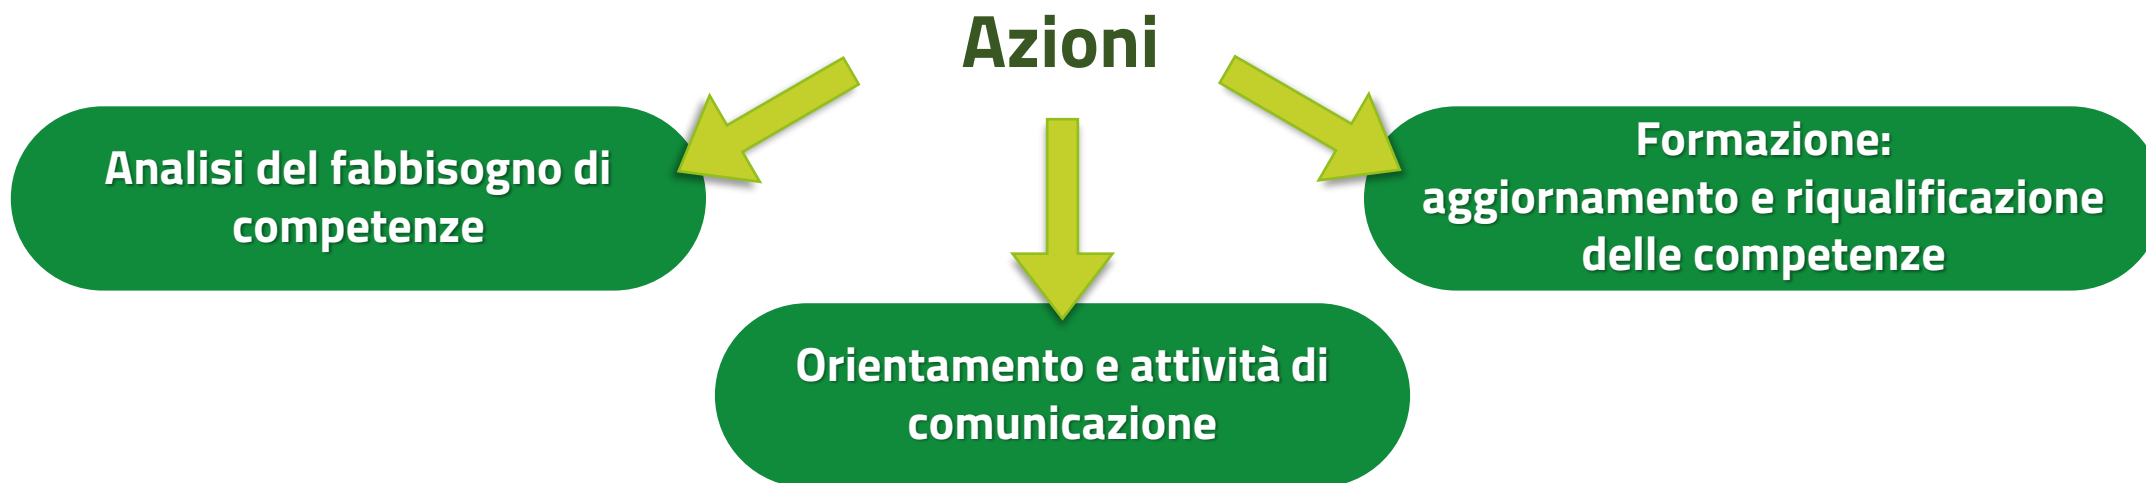 Azioni
Analisi del fabbisogno di
competenze
Orientamento e attività di
comunicazione
Formazione:
aggiornamento e riqualificazione
delle competenze